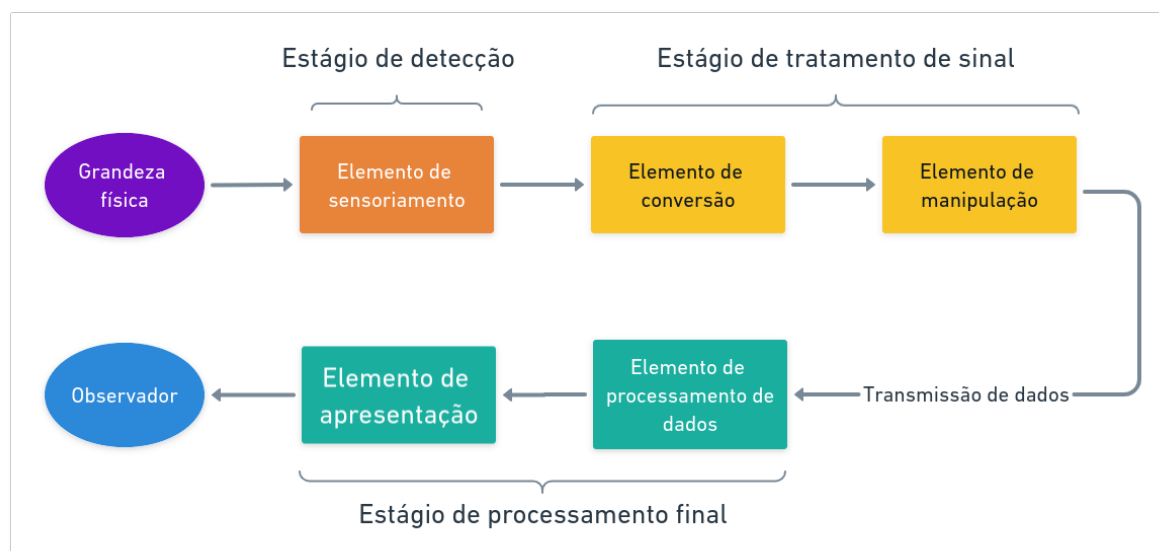 Estágio de detecção
Estágio de tratamento de sinal
Grandeza
física
Elemento de
sensoriamento
Elemento de
conversão
Elemento de
manipulação
Transmissão de dados
Elemento de
processamento de
dados
Elemento de
apresentação
Observador
Estágio de processamento final